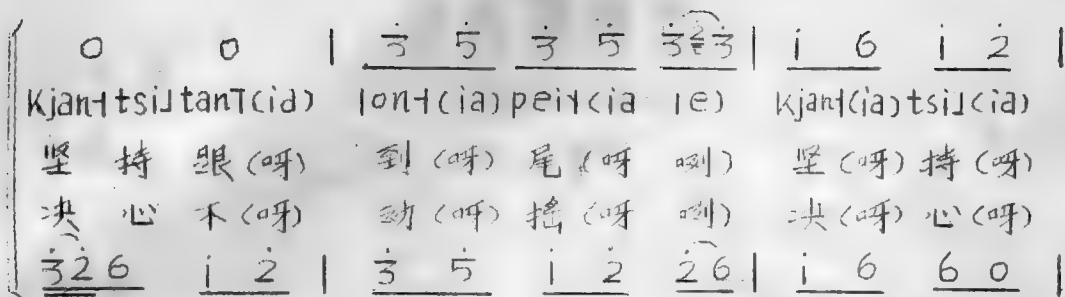 0 0 | 3̇ 5̇ 3̇ 5̇ 3̇2̇3̇ | i 6 i 2̇ |
kjan˧tsi˩tan˥(ia) lon˧(ia)pei˦(ia le) kjan˧(ia)tsi˩(ia)
坚 持 跟(呀) 到(呀)尾(呀 咧) 坚(呀)持(呀)
决 心 不(呀) 动(呀)摇(呀 咧) 决(呀)心(呀)
3̇2̇6 i 2̇ | 3̇ 5̇ i 2̇ 2̇6 | i 6 6 0 |